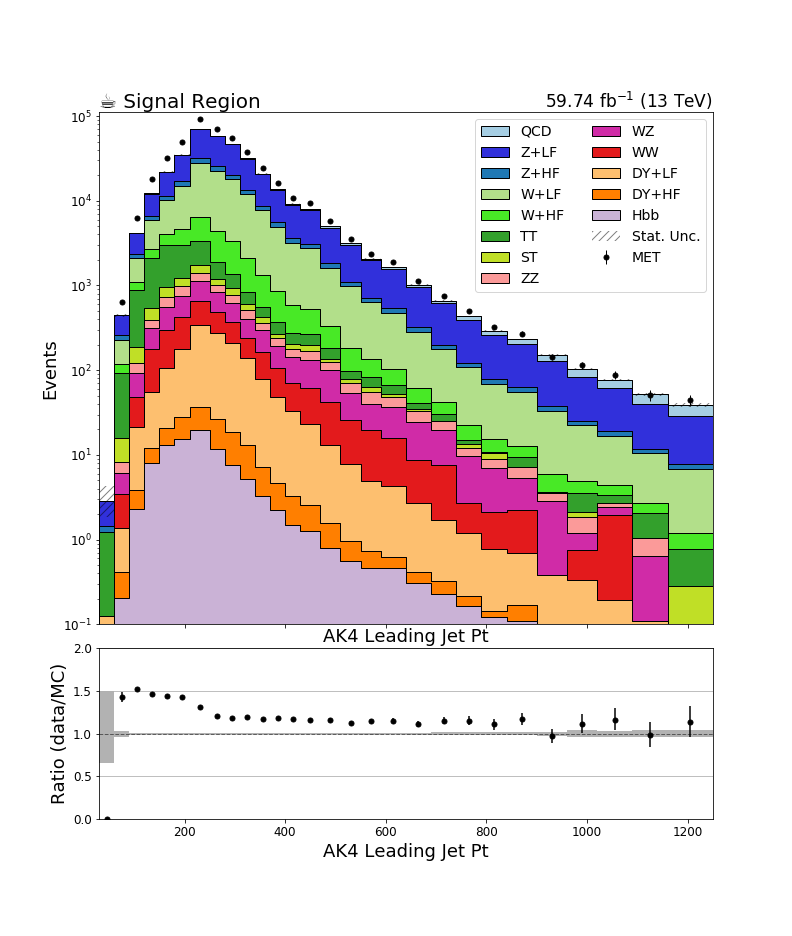 ☕ Signal Region 59.74 fb⁻¹ (13 TeV)
10⁵
10⁴
10³
10²
10¹
10⁰
10⁻¹
Events
QCD WZ
Z+LF WW
Z+HF DY+LF
W+LF DY+HF
W+HF Hbb
TT Stat. Unc.
ST MET
ZZ
AK4 Leading Jet Pt
2.0
1.5
1.0
0.5
0.0
Ratio (data/MC)
200 400 600 800 1000 1200
AK4 Leading Jet Pt